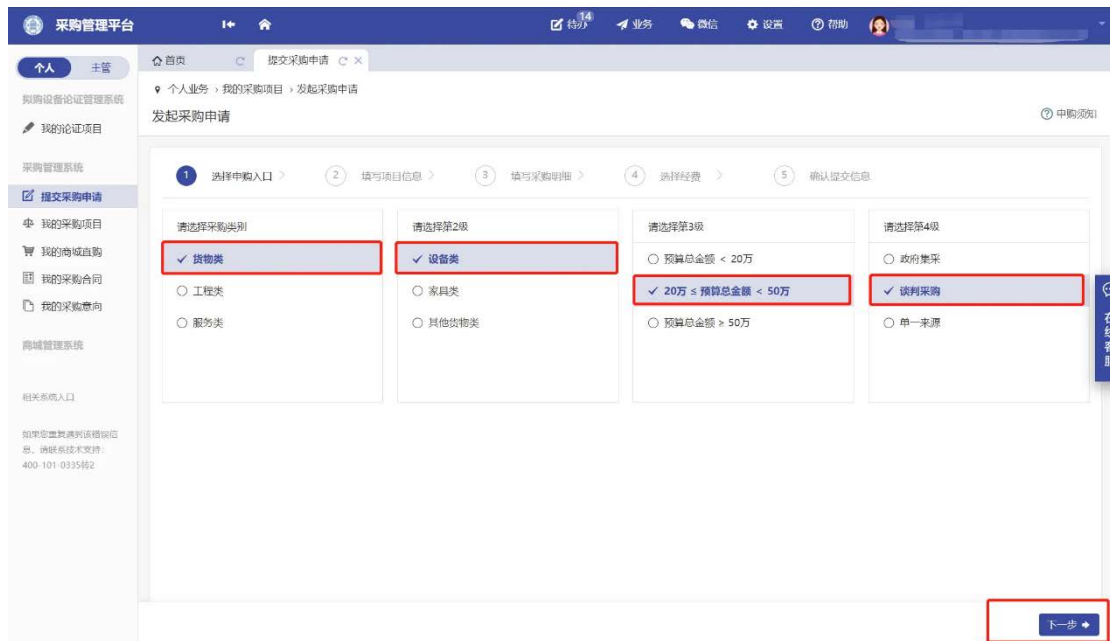 采购管理平台
14
待办
业务
微信
设置
帮助
个人
主管
首页
提交采购申请
拟购设备论证管理系统
个人业务 › 我的采购项目 › 发起采购申请
我的论证项目
发起采购申请
申购须知
采购管理系统
1 选择申购入口
2 填写项目信息
3 填写采购明细
4 选择经费
5 确认提交信息
提交采购申请
我的采购项目
我的商城直购
我的采购合同
我的采购意向
商城管理系统
相关系统入口
如果您重复遇到该错误信
息，请联系技术支持：
400-101-0335转2
请选择采购类别
货物类
工程类
服务类
请选择第2级
设备类
家具类
其他货物类
请选择第3级
预算总金额 < 20万
20万 ≤ 预算总金额 < 50万
预算总金额 ≥ 50万
请选择第4级
政府集采
谈判采购
单一来源
在线客服
下一步